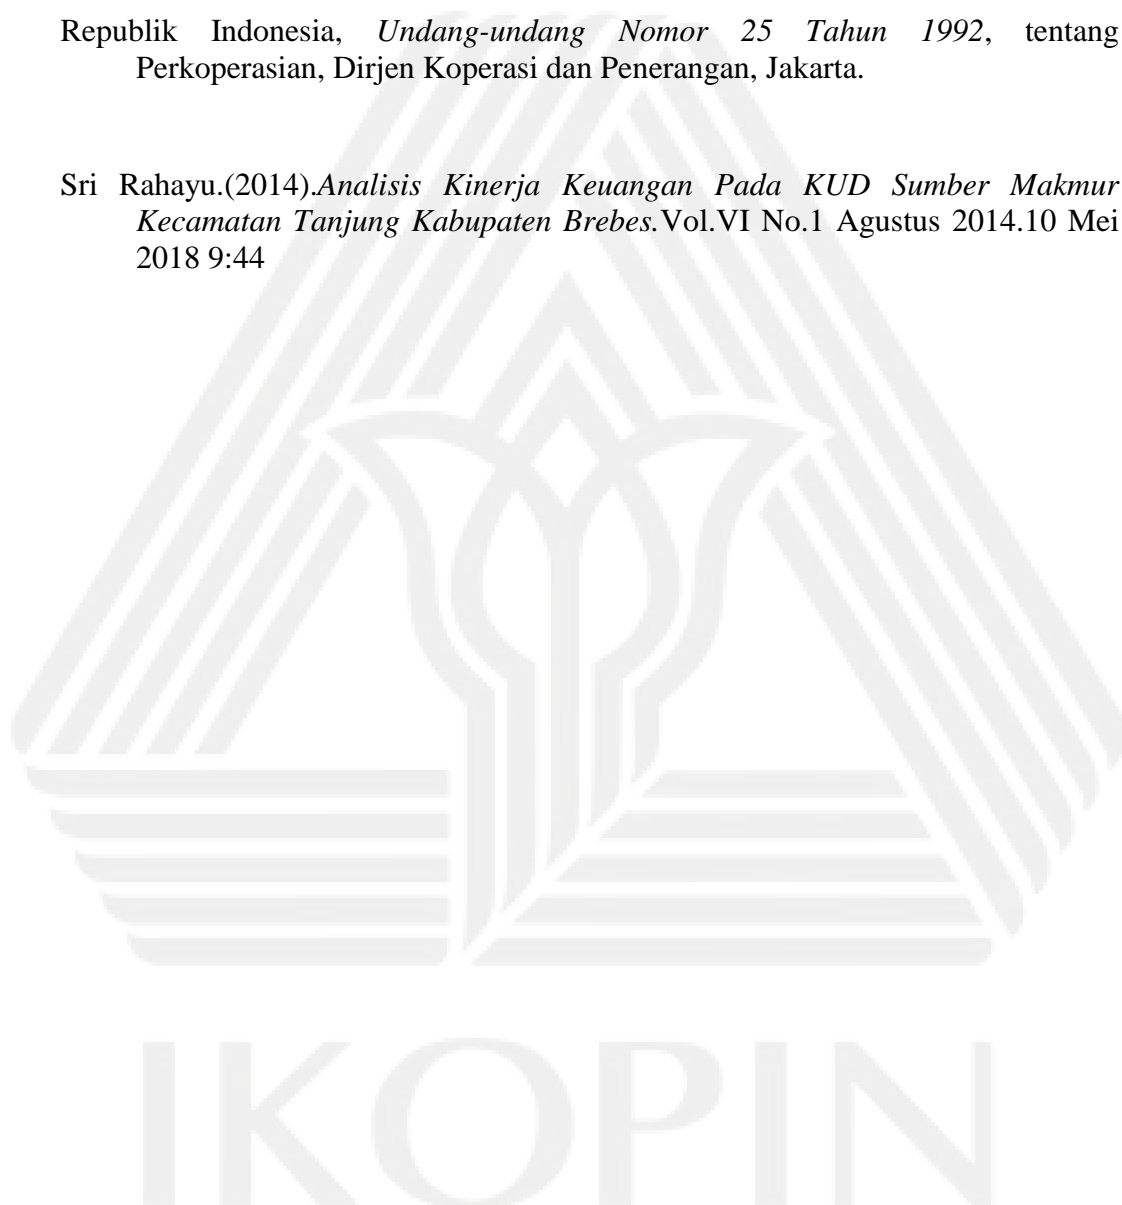 Republik Indonesia, Undang-undang Nomor 25 Tahun 1992, tentang
Perkoperasian, Dirjen Koperasi dan Penerangan, Jakarta.
Sri Rahayu.(2014).Analisis Kinerja Keuangan Pada KUD Sumber Makmur
Kecamatan Tanjung Kabupaten Brebes.Vol.VI No.1 Agustus 2014.10 Mei
2018 9:44
IKOPIN